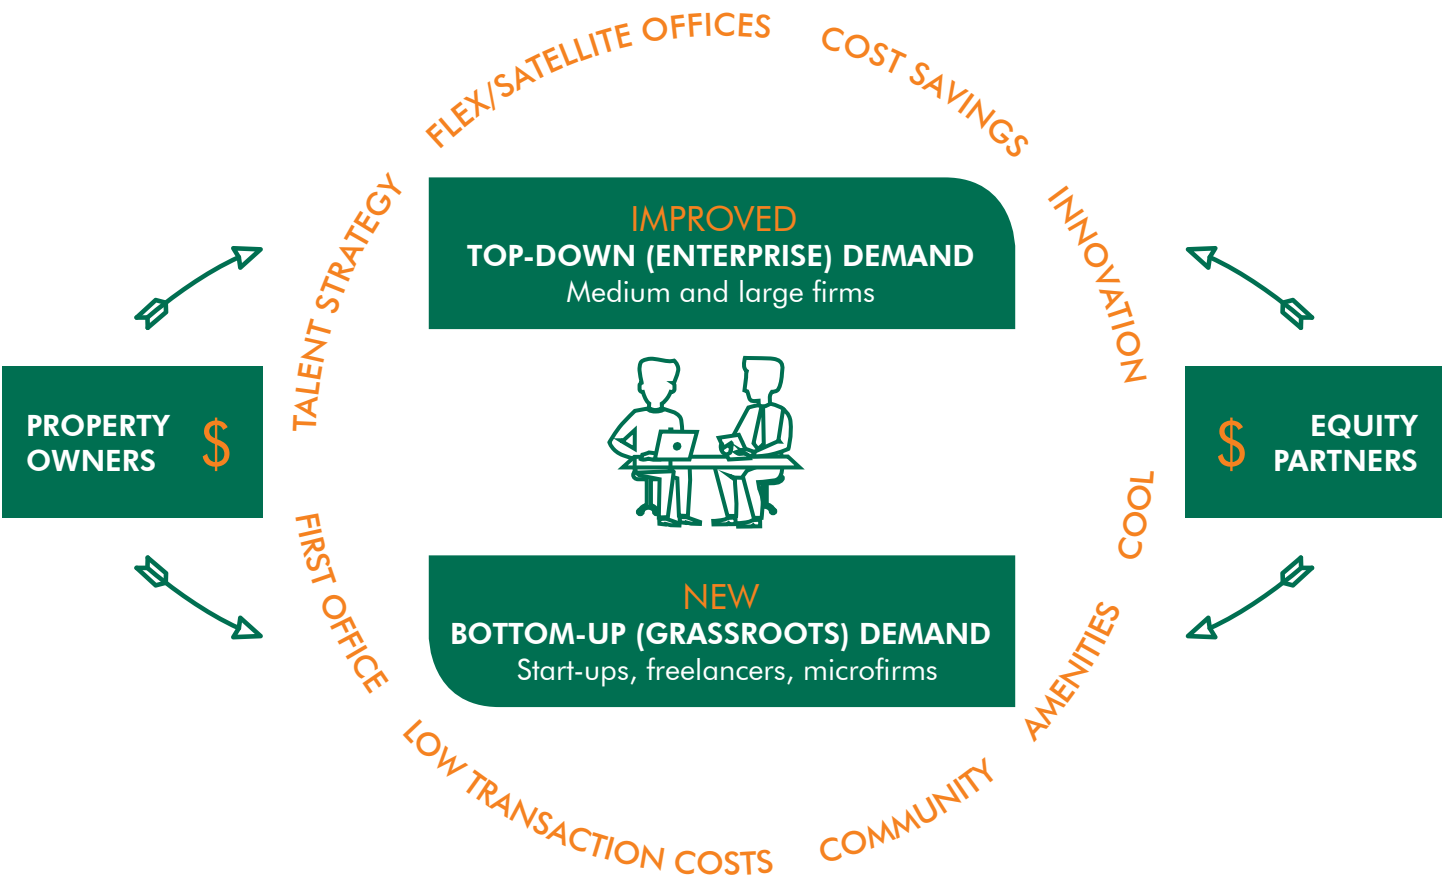 FLEX/SATELLITE OFFICES
COST SAVINGS
TALENT STRATEGY
INNOVATION
IMPROVED
TOP-DOWN (ENTERPRISE) DEMAND
Medium and large firms
PROPERTY
OWNERS
$
$
EQUITY
PARTNERS
COOL
FIRST OFFICE
NEW
BOTTOM-UP (GRASSROOTS) DEMAND
Start-ups, freelancers, microfirms
AMENITIES
LOW TRANSACTION COSTS
COMMUNITY